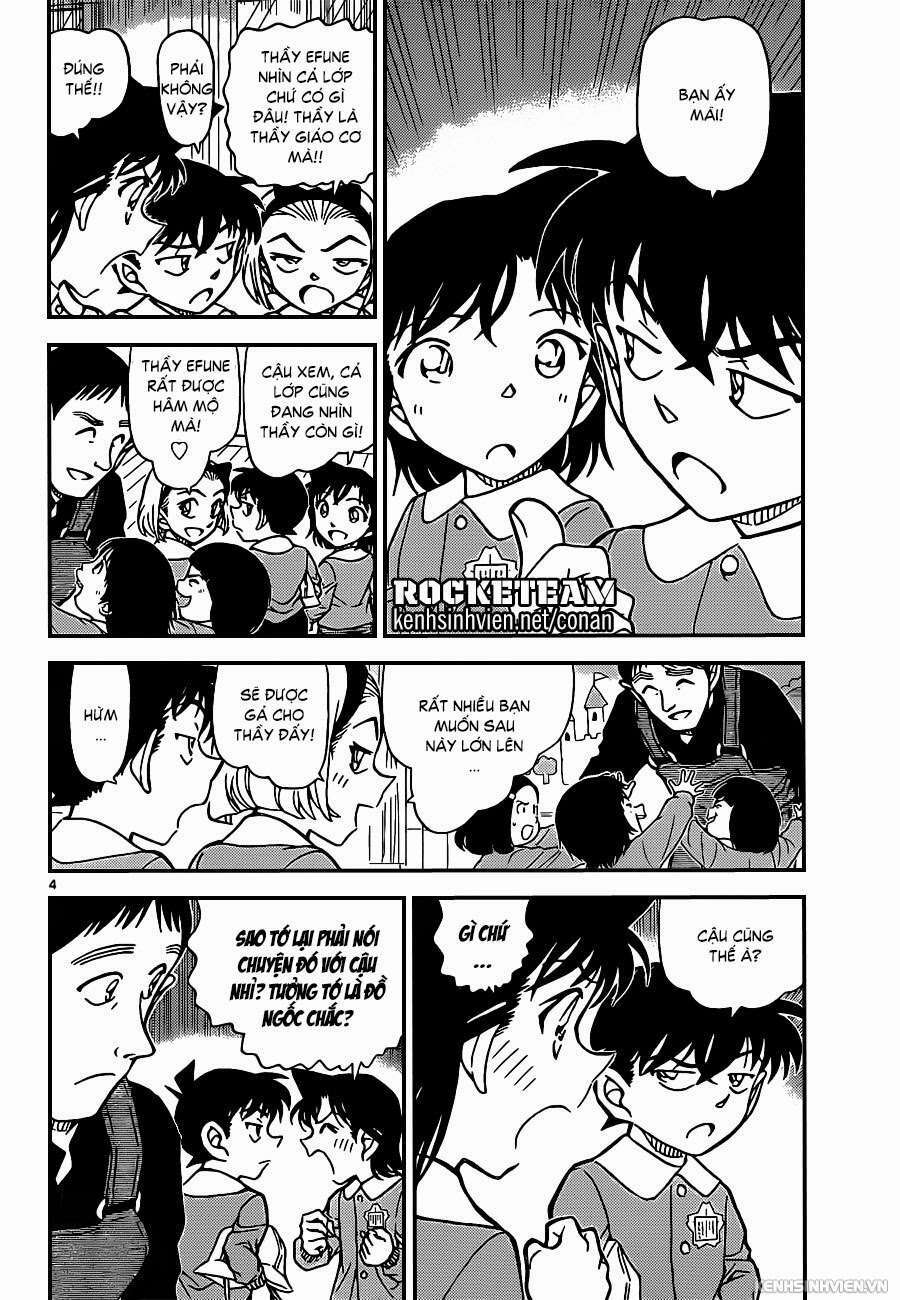 BẠN ẤY
MÀI!
THẦY EFUNE
NHÌN CẢ LỚP
CHỨ CÓ GÌ
ĐÂU! THẦY LÀ
THẦY GIÁO CƠ
MÀ!!
PHẢI
KHÔNG
VẬY?
ĐÚNG
THẾ!!
CẬU XEM, CẢ
LỚP CŨNG
ĐANG NHÌN
THẦY CÒN GÌ!
THẦY EFUNE
RẤT ĐƯỢC
HÂM MỘ
MÀ!
♡
ROCKETEAM
kenhsinhvien.net/conan
RẤT NHIỀU BẠN
MUỐN SAU
NÀY LỚN LÊN
...
SẼ ĐƯỢC
GẢ CHO
THẦY ĐẤY!
HỪM
...
4
CẬU CŨNG
THẾ À?
GÌ CHỨ
...
SAO TỚ LẠI PHẢI NÓI
CHUYỆN ĐÓ VỚI CẬU
NHỈ? TƯỞNG TỚ LÀ ĐỒ
NGỐC CHẮC?
KENHSINHVIEN.VN